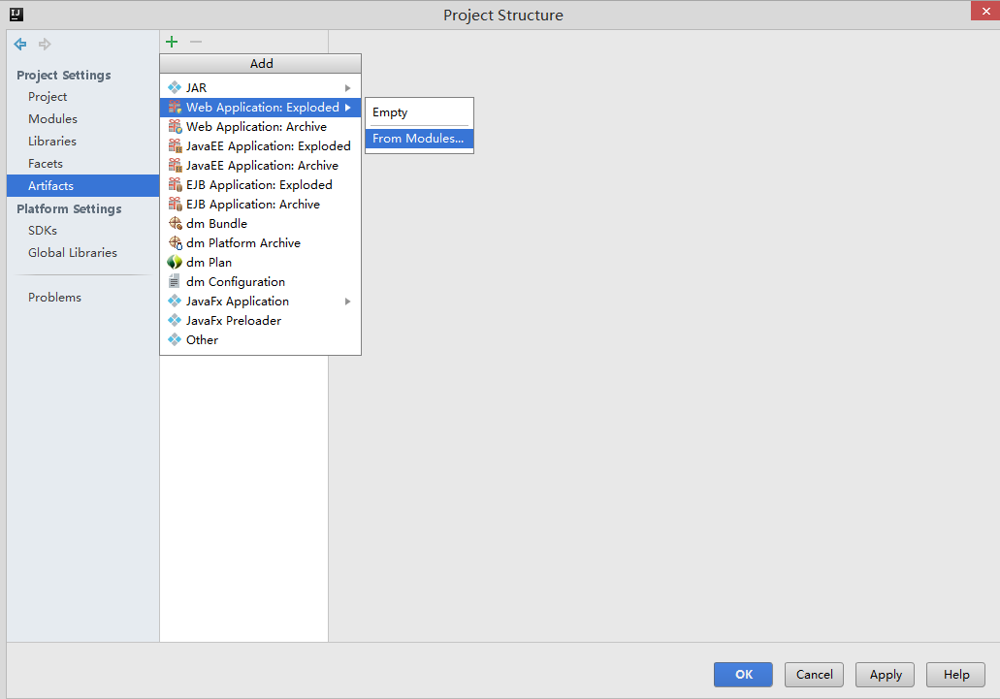 IJ
Project Structure
Project Settings
Project
Modules
Libraries
Facets
Artifacts
Platform Settings
SDKs
Global Libraries
Problems
Add
JAR
Web Application: Exploded
Web Application: Archive
JavaEE Application: Exploded
JavaEE Application: Archive
EJB Application: Exploded
EJB Application: Archive
dm Bundle
dm Platform Archive
dm Plan
dm Configuration
JavaFx Application
JavaFx Preloader
Other
Empty
From Modules...
OK
Cancel
Apply
Help